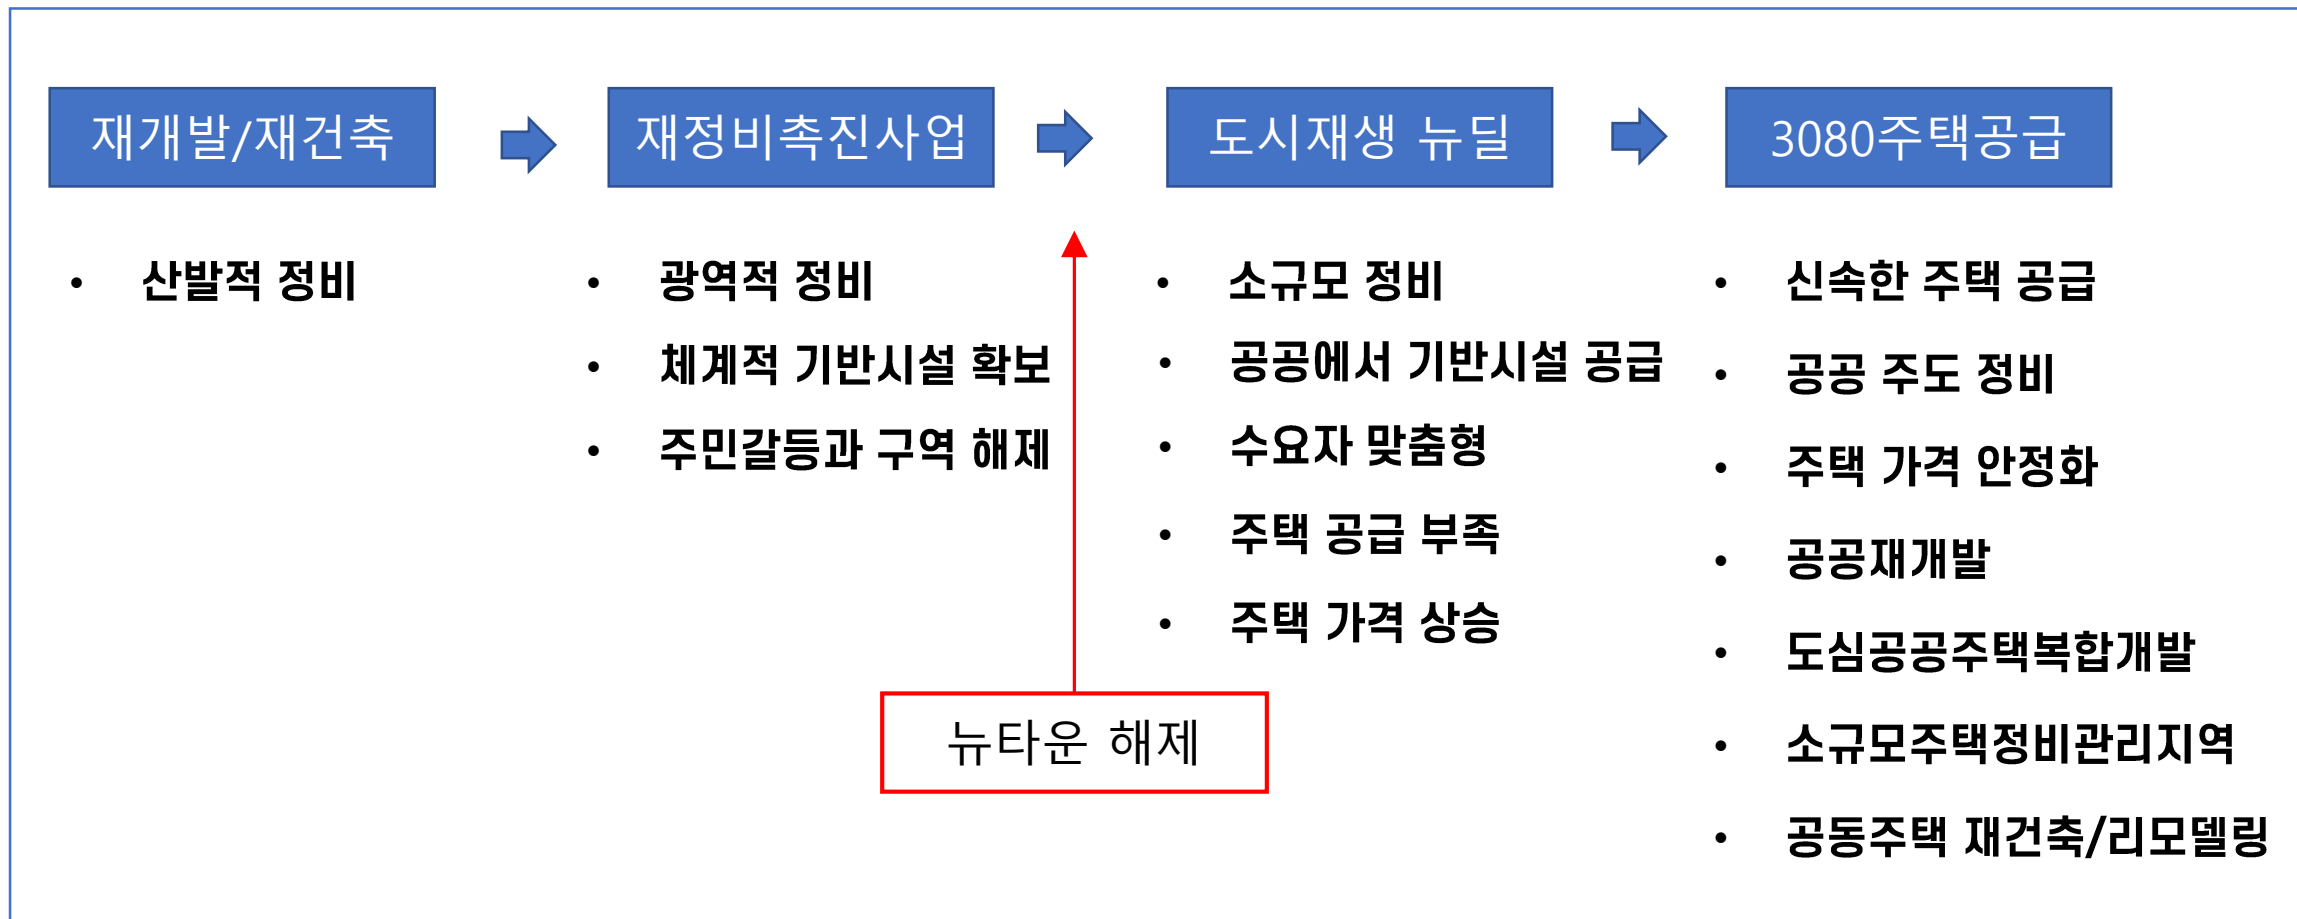 재개발/재건축
• 산발적 정비
재정비촉진사업
• 광역적 정비
• 체계적 기반시설 확보
• 주민갈등과 구역 해제
뉴타운 해제
도시재생 뉴딜
• 소규모 정비
• 공공에서 기반시설 공급
• 수요자 맞춤형
• 주택 공급 부족
• 주택 가격 상승
3080주택공급
• 신속한 주택 공급
• 공공 주도 정비
• 주택 가격 안정화
• 공공재개발
• 도심공공주택복합개발
• 소규모주택정비관리지역
• 공동주택 재건축/리모델링